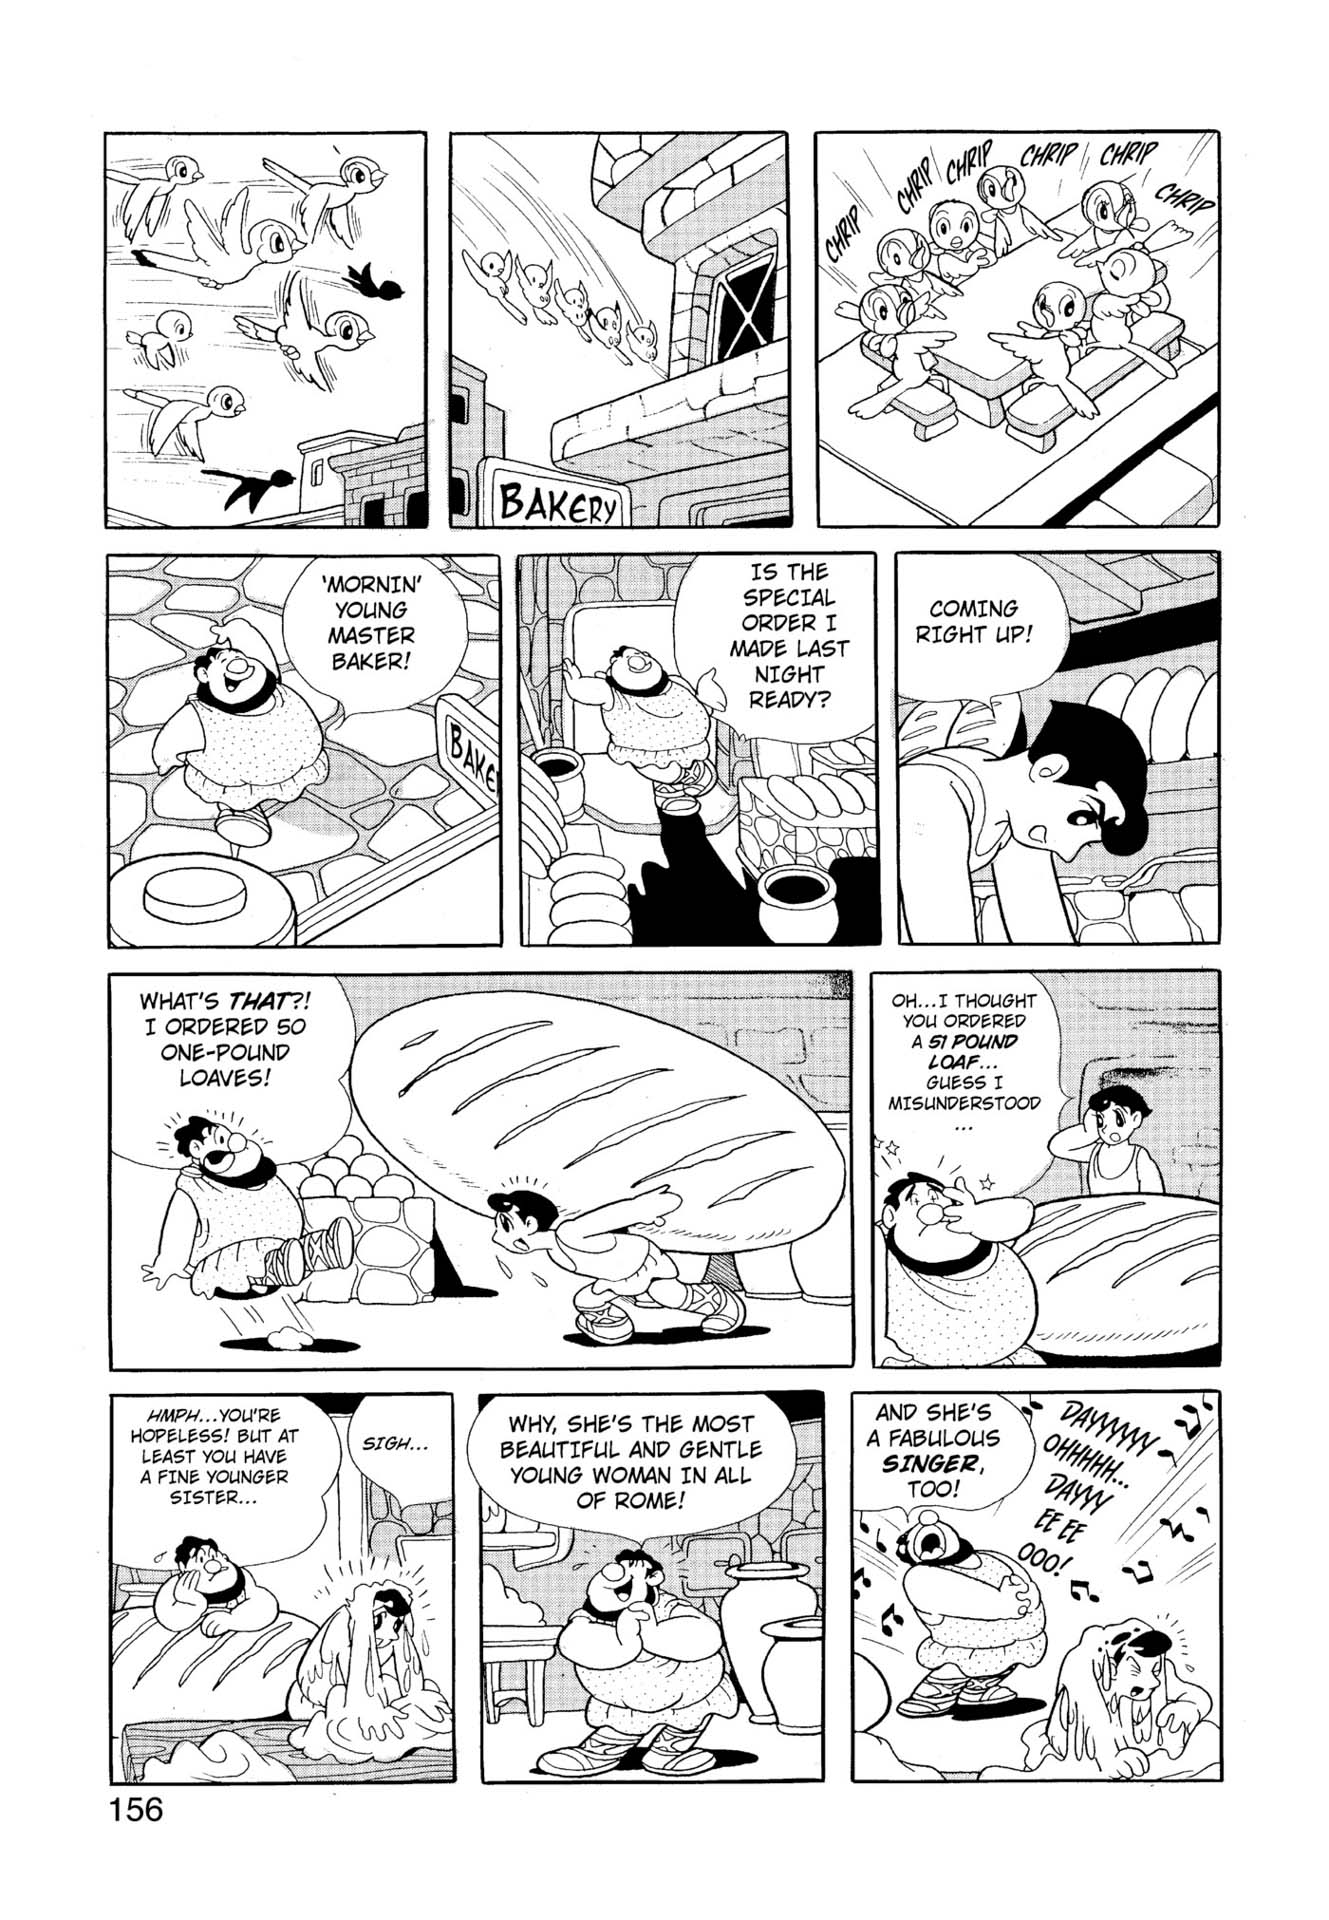 CHRIP
CHRIP
CHRIP
CHRIP
CHRIP
CHRIP
BAKERY
'MORNIN'
YOUNG
MASTER
BAKER!
BAKE
IS THE
SPECIAL
ORDER I
MADE LAST
NIGHT
READY?
COMING
RIGHT UP!
WHAT'S THAT?!
I ORDERED 50
ONE-POUND
LOAVES!
OH...I THOUGHT
YOU ORDERED
A 51 POUND
LOAF...
GUESS I
MISUNDERSTOOD
...
HMPH...YOU'RE
HOPELESS! BUT AT
LEAST YOU HAVE
A FINE YOUNGER
SISTER...
SIGH...
WHY, SHE'S THE MOST
BEAUTIFUL AND GENTLE
YOUNG WOMAN IN ALL
OF ROME!
AND SHE'S
A FABULOUS
SINGER,
TOO!
DAYYYYYY
OHHHHH...
DAYYY
EE EE
OOO!
156